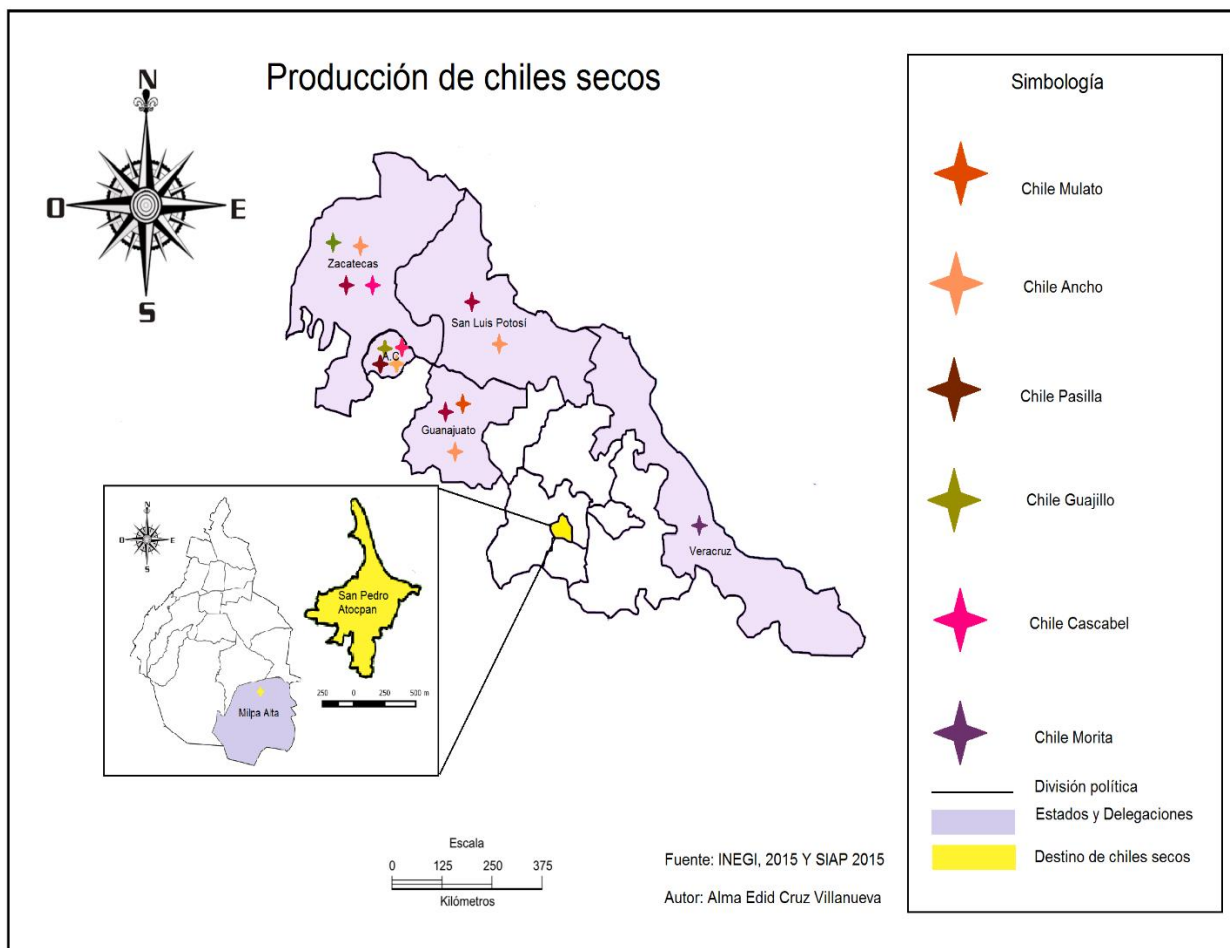 Producción de chiles secos
N
O
E
S
Zacatecas
San Luis Potosí
A.C
Guanajuato
Veracruz
N
O
E
S
San Pedro
Atocpan
250 0 250 500 m
Milpa Alta
Escala
0 125 250 375
Kilómetros
Fuente: INEGI, 2015 Y SIAP 2015
Autor: Alma Edid Cruz Villanueva
Simbología
Chile Mulato
Chile Ancho
Chile Pasilla
Chile Guajillo
Chile Cascabel
Chile Morita
División política
Estados y Delegaciones
Destino de chiles secos